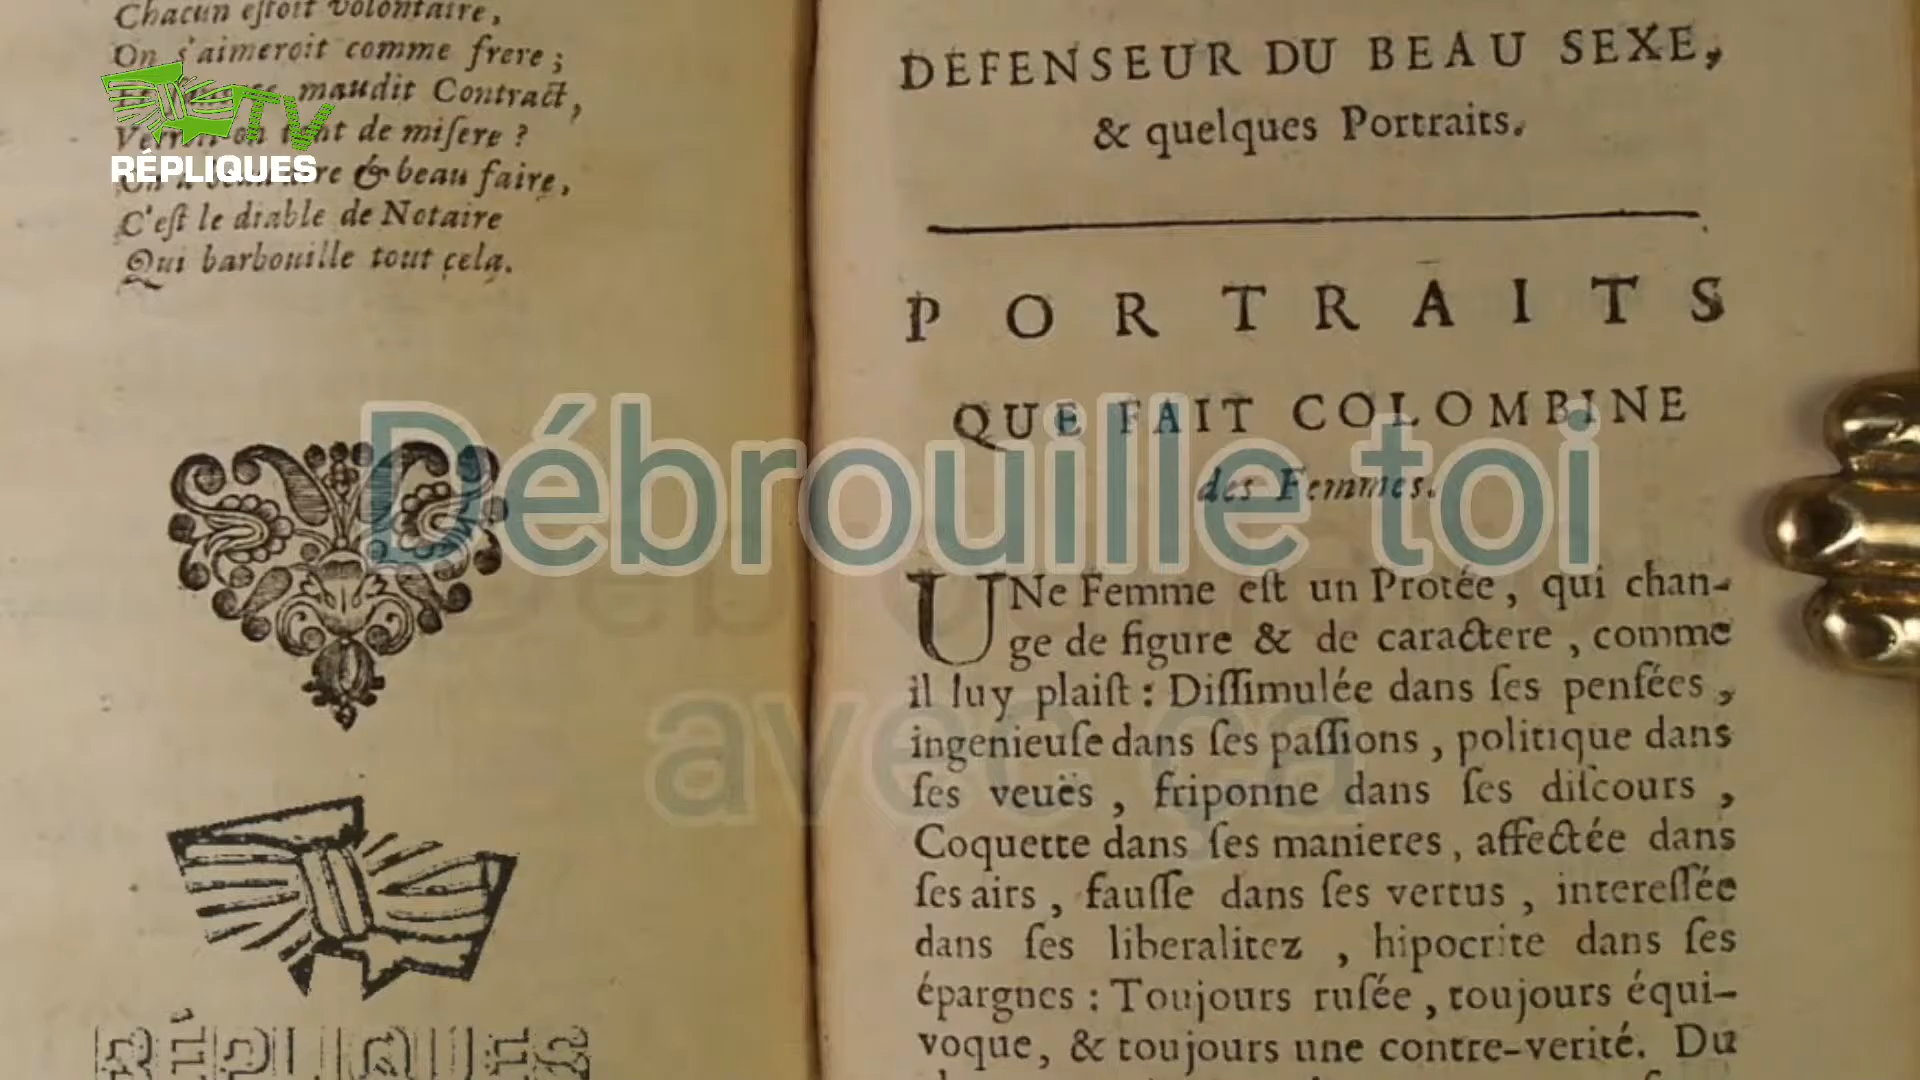 Chacun eſtoit volontaire,
On s'aimeroit comme frere ;
maudit Contract,
de miſere ?
& beau faire,
C'eſt le diable de Notaire
Qui barbouille tout cela.
TV
RÉPLIQUES
RÉPLIQUES
DEFENSEUR DU BEAU SEXE,
& quelques Portraits.
PORTRAITS
QUE FAIT COLOMBINE
des Femmes.
UNe Femme eſt un Protée, qui chan-
ge de figure & de caractere, comme
il luy plaiſt : Diſſimulée dans ſes penſées,
ingenieuſe dans ſes paſſions, politique dans
ſes veuës, friponne dans ſes diſcours,
Coquette dans ſes manieres, affectée dans
ſes airs, fauſſe dans ſes vertus, intereſſée
dans ſes liberalitez, hipocrite dans ſes
épargnes : Toujours ruſée, toujours équi-
voque, & toujours une contre-verité. Du
Débrouille toi
avec ça